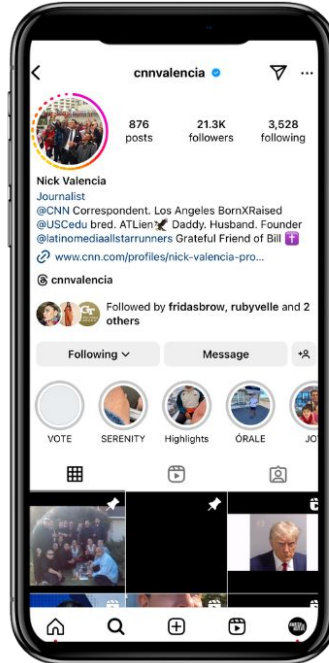 cnnvalencia
876
21.3K
3,528
posts
followers
following
Nick Valencia
Journalist
@CNN Correspondent. Los Angeles BornXRaised
@USCedu bred. ATLien Daddy. Husband. Founder
@latinomediaallstarrunners Grateful Friend of Bill
www.cnn.com/profiles/nick-valencia-pro...
cnnvalencia
Followed by fridasbrow, rubyvelle and 2
others
Following
Message
VOTE
SERENITY
Highlights
ÓRALE